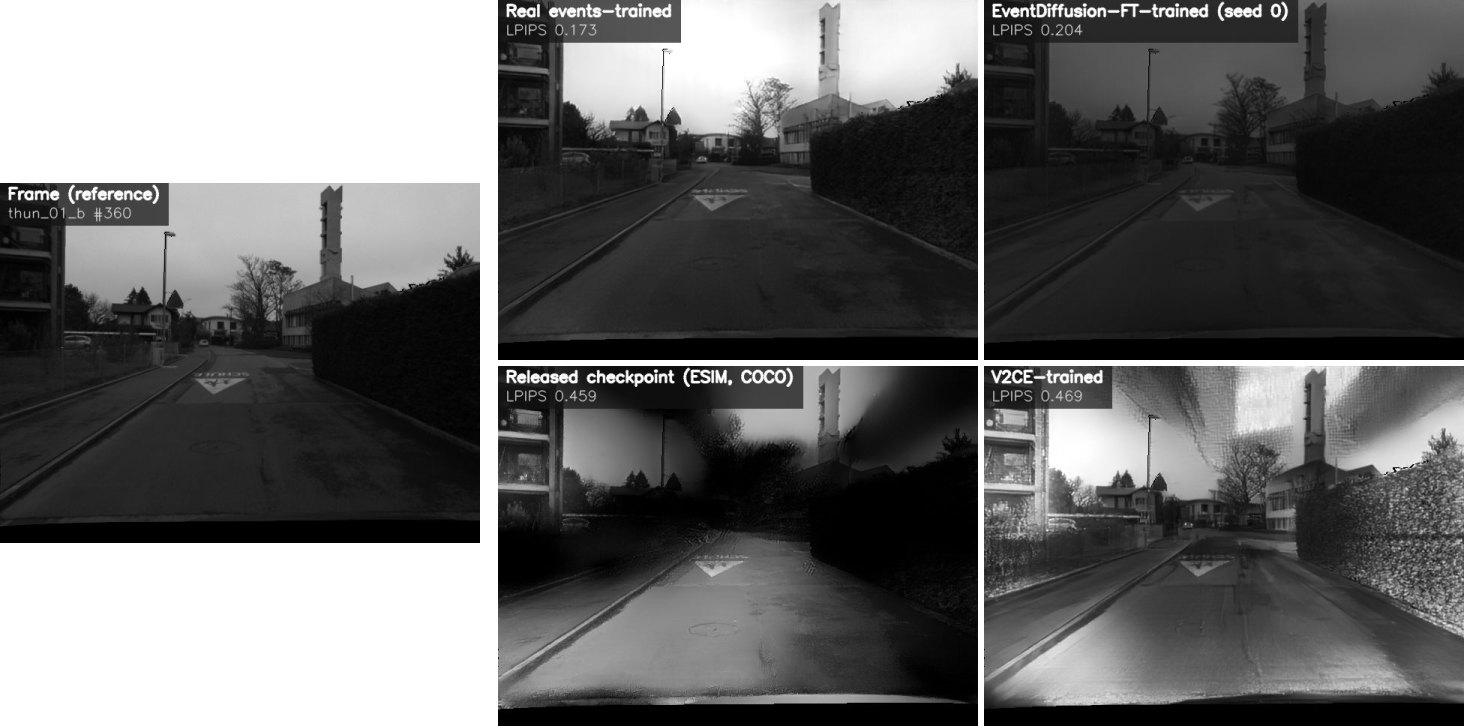 Real events-trained
LPIPS 0.173
EventDiffusion-FT-trained (seed 0)
LPIPS 0.204
Frame (reference)
thun_01_b #360
SCHULE
Released checkpoint (ESIM, COCO)
LPIPS 0.459
V2CE-trained
LPIPS 0.469